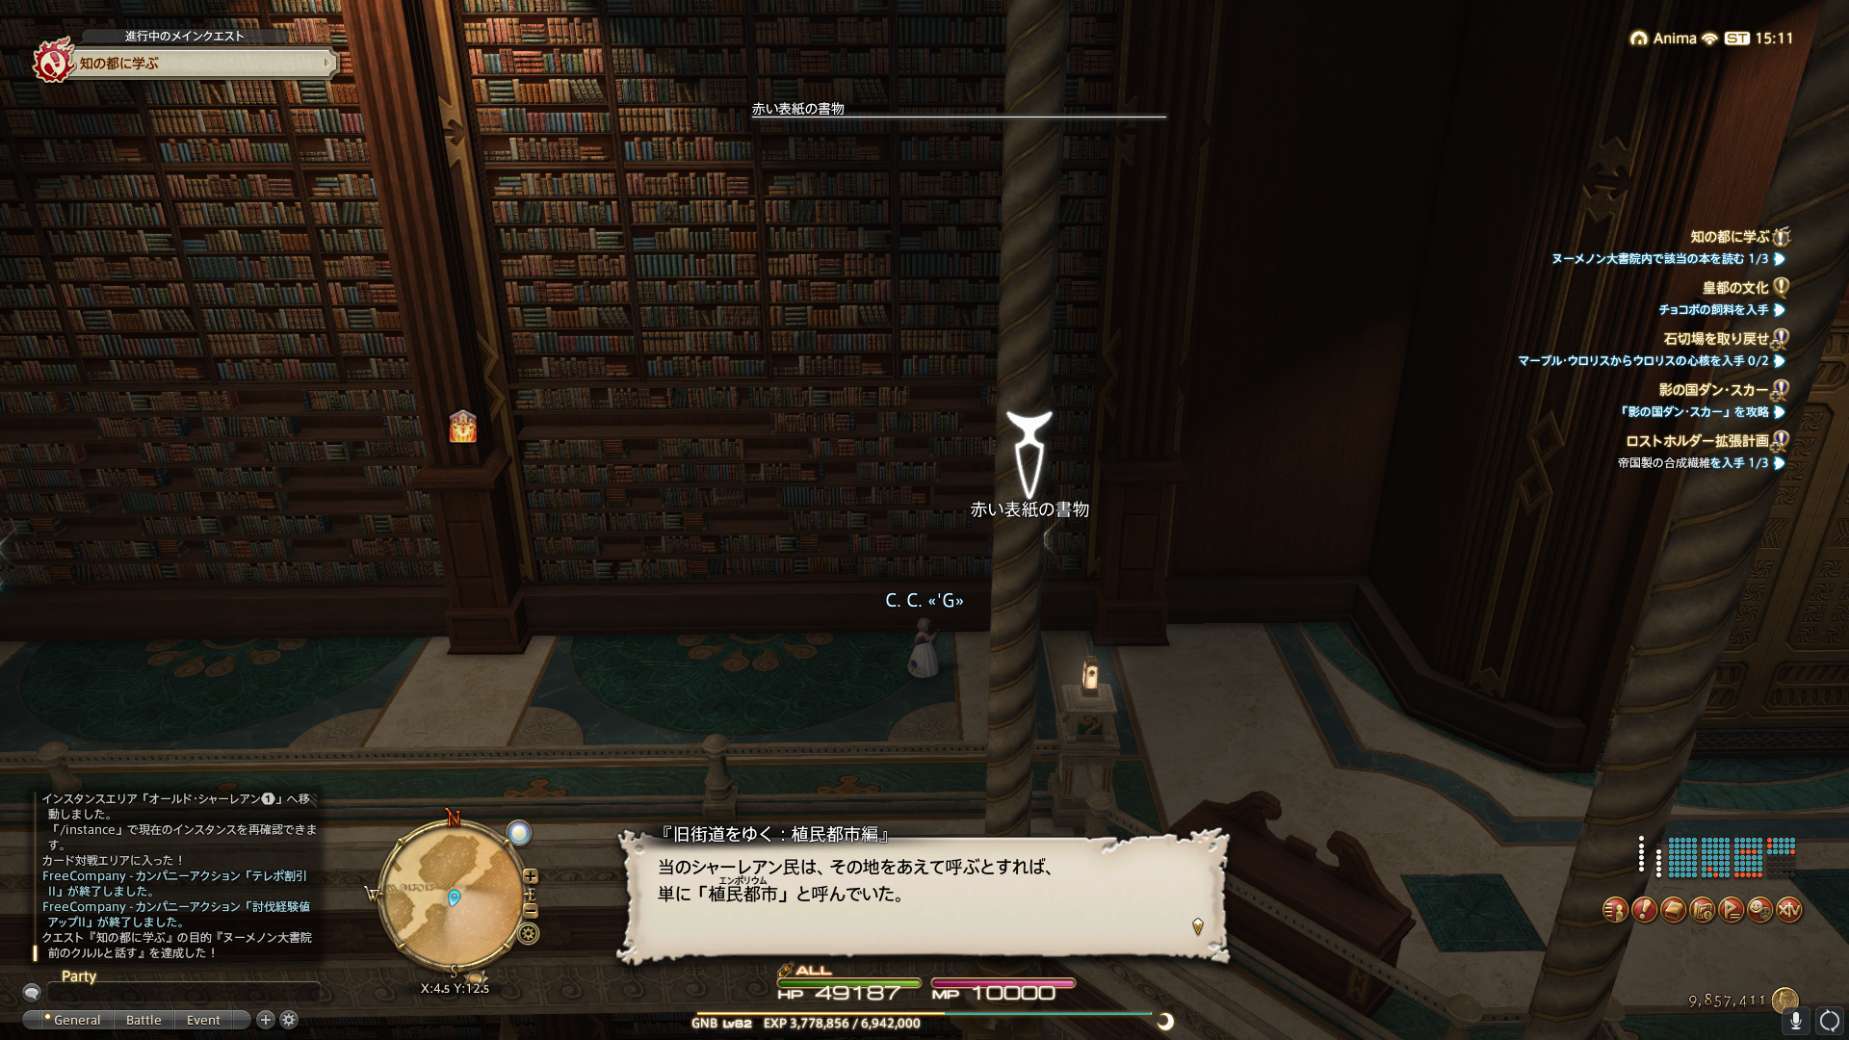 進行中のメインクエスト
知の都に学ぶ
Anima ST 15:11
赤い表紙の書物
知の都に学ぶ
ヌーメノン大書院内で該当の本を読む 1/3
皇都の文化
チョコボの飼料を入手
石切場を取り戻せ
マーブル・ウロリスからウロリスの心核を入手 0/2
影の国ダン・スカー
「影の国ダン・スカー」を攻略
ロストホルダー拡張計画
帝国製の合成繊維を入手 1/3
赤い表紙の書物
C. C. «'G»
インスタンスエリア「オールド・シャーレアン1」へ移
動しました。
「/instance」で現在のインスタンスを再確認できま
す。
カード対戦エリアに入った！
FreeCompany - カンパニーアクション「テレポ割引
II」が終了しました。
FreeCompany - カンパニーアクション「討伐経験値
アップII」が終了しました。
クエスト『知の都に学ぶ』の目的『ヌーメノン大書院
前のクルルと話す』を達成した！
Party
General Battle Event
N
W
E
S
X:4.5 Y:12.5
『旧街道をゆく：植民都市編』
当のシャーレアン民は、その地をあえて呼ぶとすれば、
エンポリウム
単に「植民都市」と呼んでいた。
ALL
HP 49187 MP 10000
GNB Lv82 EXP 3,778,856 / 6,942,000
XIV
9,857,411